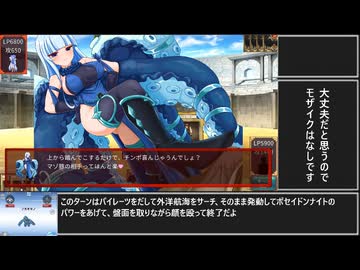 LP6800
攻650
LP5900
上から踏んでこするだけで、チンポ喜んじゃうんでしょ?
マゾ豚の相手ってほんと楽♥
大丈夫だと思うので
モザイクはなしです
このターンはパイレーツをだして外洋航海をサーチ、そのまま発動してポセイドンナイトの
パワーをあげて、盤面を取りながら顔を殴って終了だよ